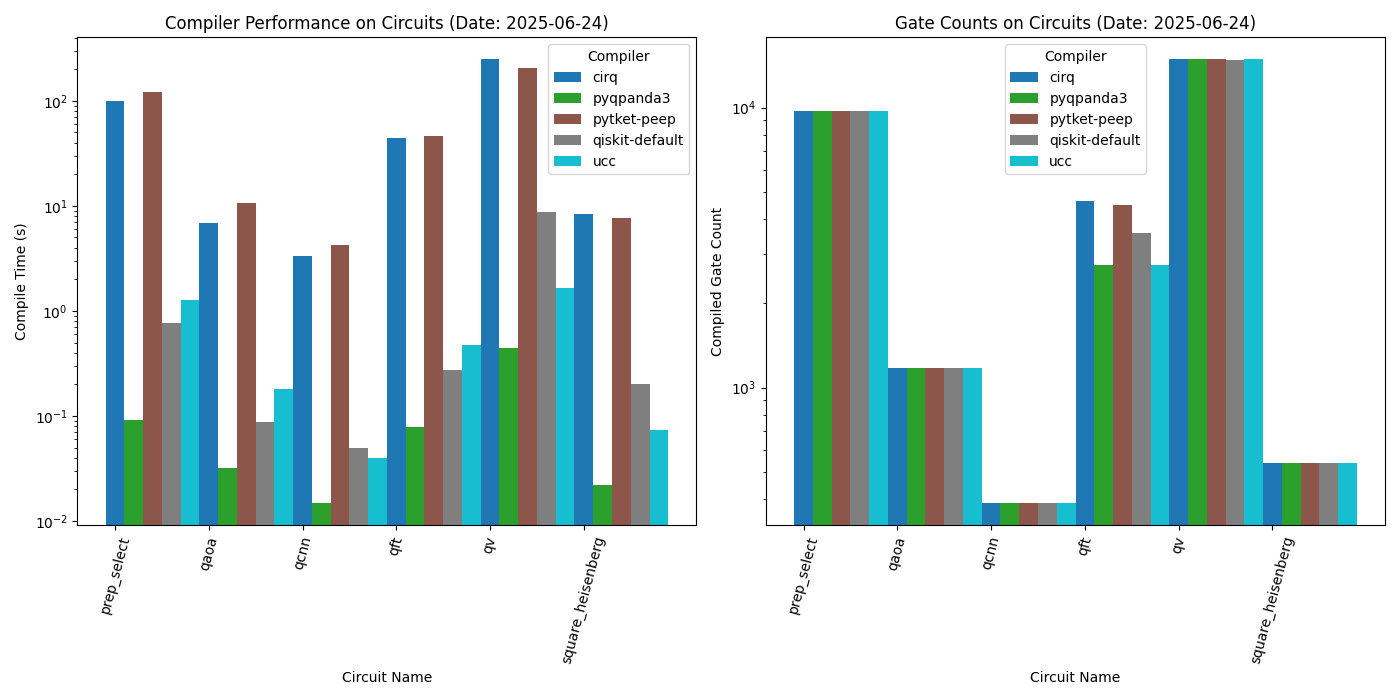 Compiler Performance on Circuits (Date: 2025-06-24)
Compile Time (s)
10^2
10^1
10^0
10^-1
10^-2
Compiler
cirq
pyqpanda3
pytket-peep
qiskit-default
ucc
prep_select
qaoa
qcnn
qft
qv
square_heisenberg
Circuit Name
Gate Counts on Circuits (Date: 2025-06-24)
Compiled Gate Count
10^4
10^3
Compiler
cirq
pyqpanda3
pytket-peep
qiskit-default
ucc
prep_select
qaoa
qcnn
qft
qv
square_heisenberg
Circuit Name